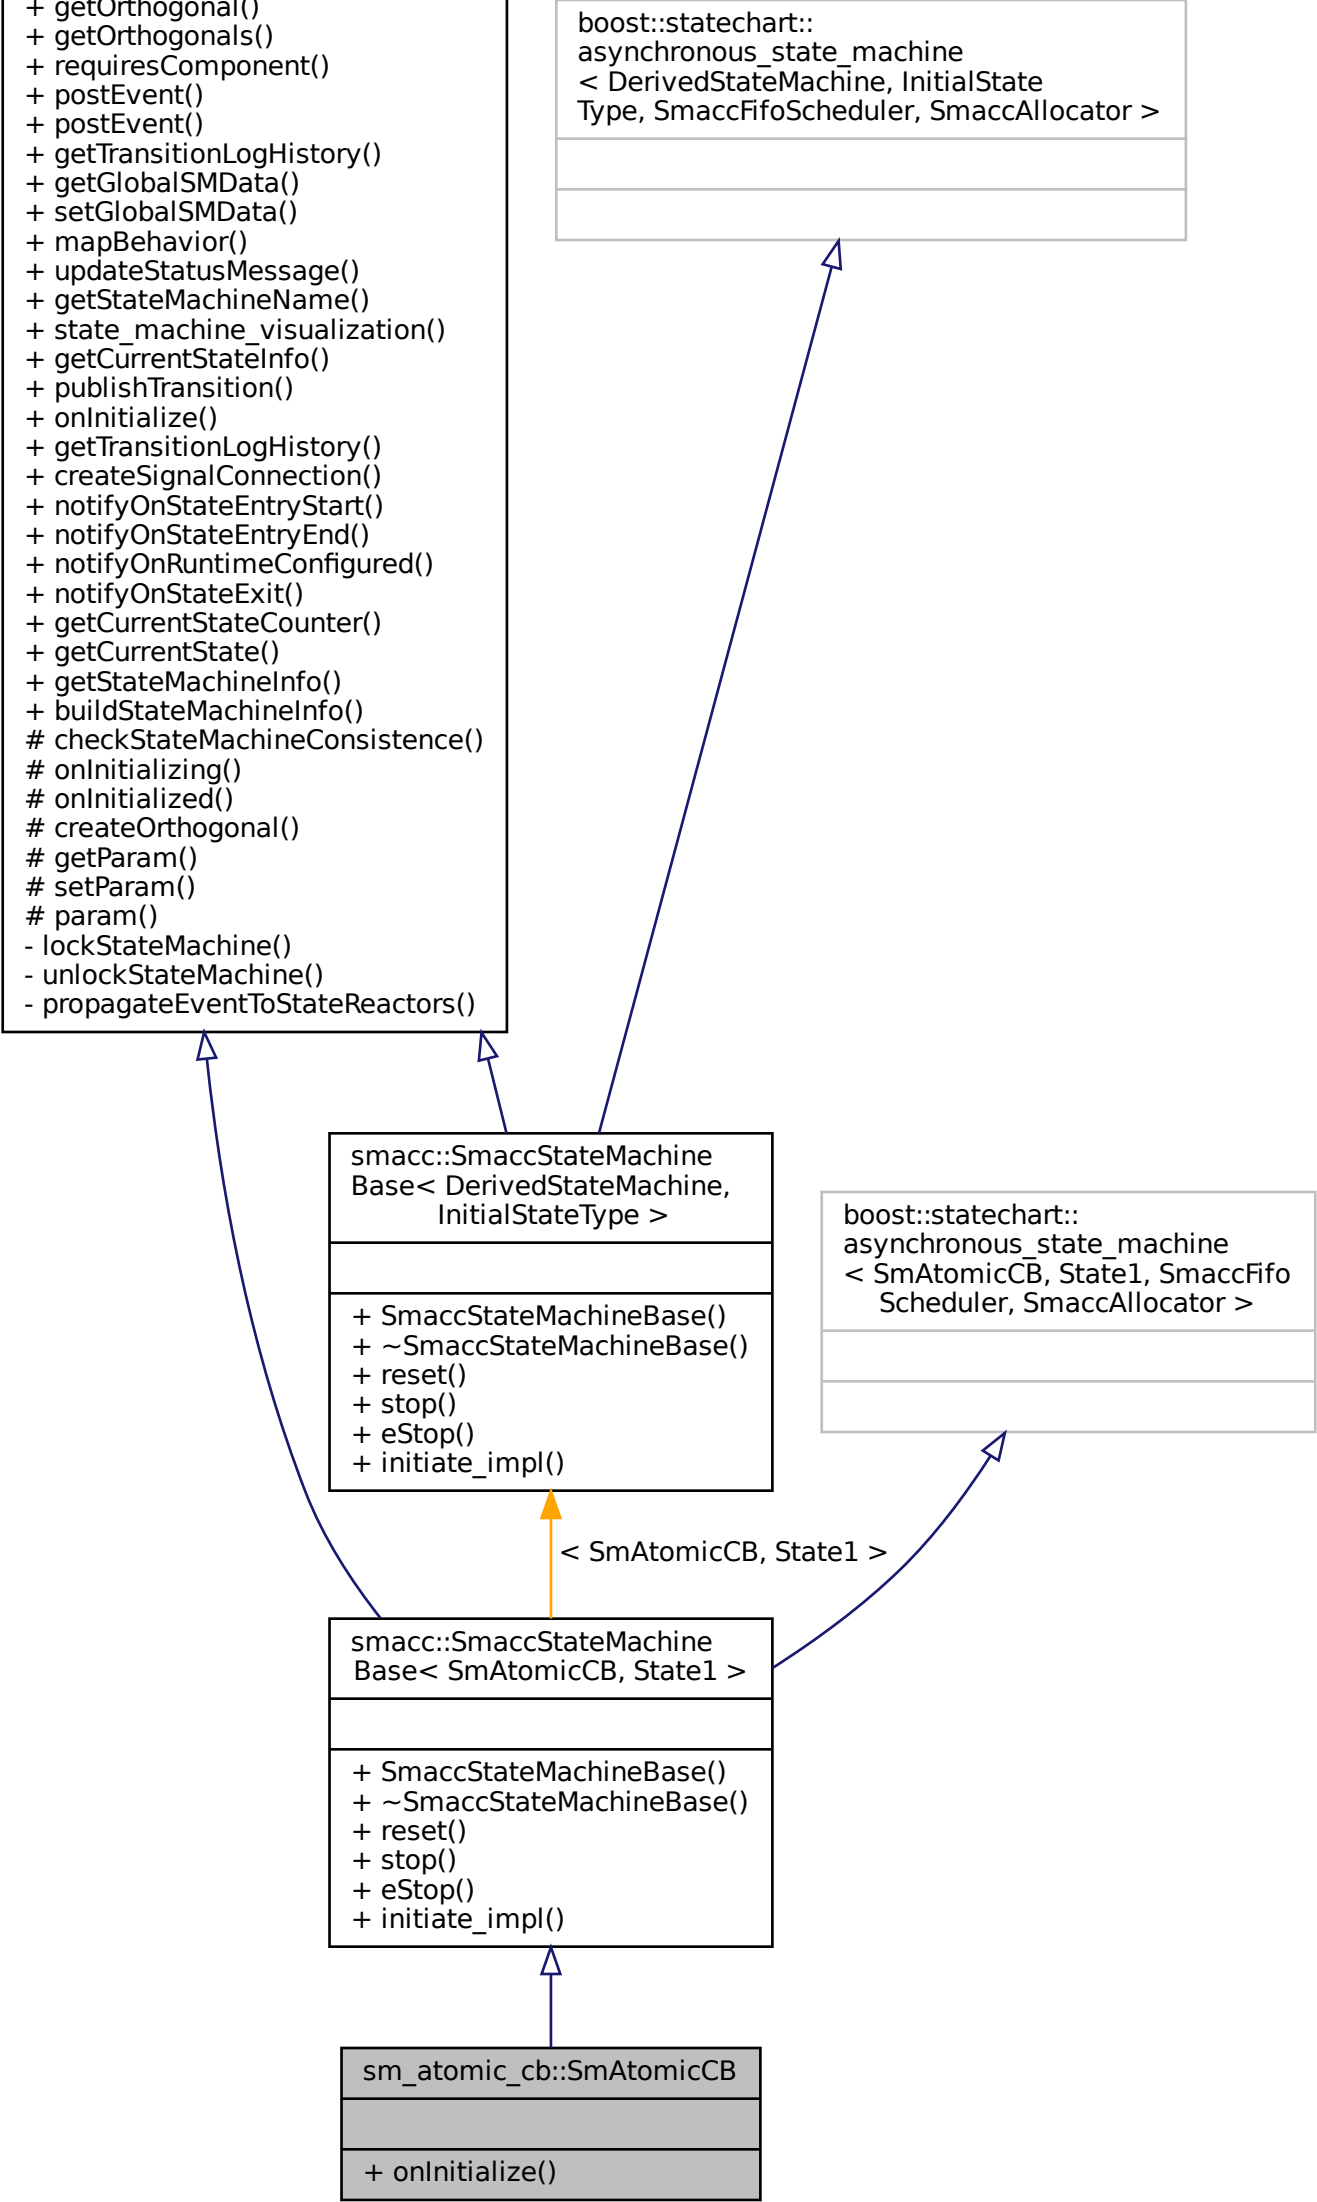 + getOrthogonal()
+ getOrthogonals()
+ requiresComponent()
+ postEvent()
+ postEvent()
+ getTransitionLogHistory()
+ getGlobalSMData()
+ setGlobalSMData()
+ mapBehavior()
+ updateStatusMessage()
+ getStateMachineName()
+ state_machine_visualization()
+ getCurrentStateInfo()
+ publishTransition()
+ onInitialize()
+ getTransitionLogHistory()
+ createSignalConnection()
+ notifyOnStateEntryStart()
+ notifyOnStateEntryEnd()
+ notifyOnRuntimeConfigured()
+ notifyOnStateExit()
+ getCurrentStateCounter()
+ getCurrentState()
+ getStateMachineInfo()
+ buildStateMachineInfo()
# checkStateMachineConsistence()
# onInitializing()
# onInitialized()
# createOrthogonal()
# getParam()
# setParam()
# param()
- lockStateMachine()
- unlockStateMachine()
- propagateEventToStateReactors()
boost::statechart::
asynchronous_state_machine
< DerivedStateMachine, InitialState
Type, SmaccFifoScheduler, SmaccAllocator >
smacc::SmaccStateMachine
Base< DerivedStateMachine,
InitialStateType >
+ SmaccStateMachineBase()
+ ~SmaccStateMachineBase()
+ reset()
+ stop()
+ eStop()
+ initiate_impl()
boost::statechart::
asynchronous_state_machine
< SmAtomicCB, State1, SmaccFifo
Scheduler, SmaccAllocator >
< SmAtomicCB, State1 >
smacc::SmaccStateMachine
Base< SmAtomicCB, State1 >
+ SmaccStateMachineBase()
+ ~SmaccStateMachineBase()
+ reset()
+ stop()
+ eStop()
+ initiate_impl()
sm_atomic_cb::SmAtomicCB
+ onInitialize()